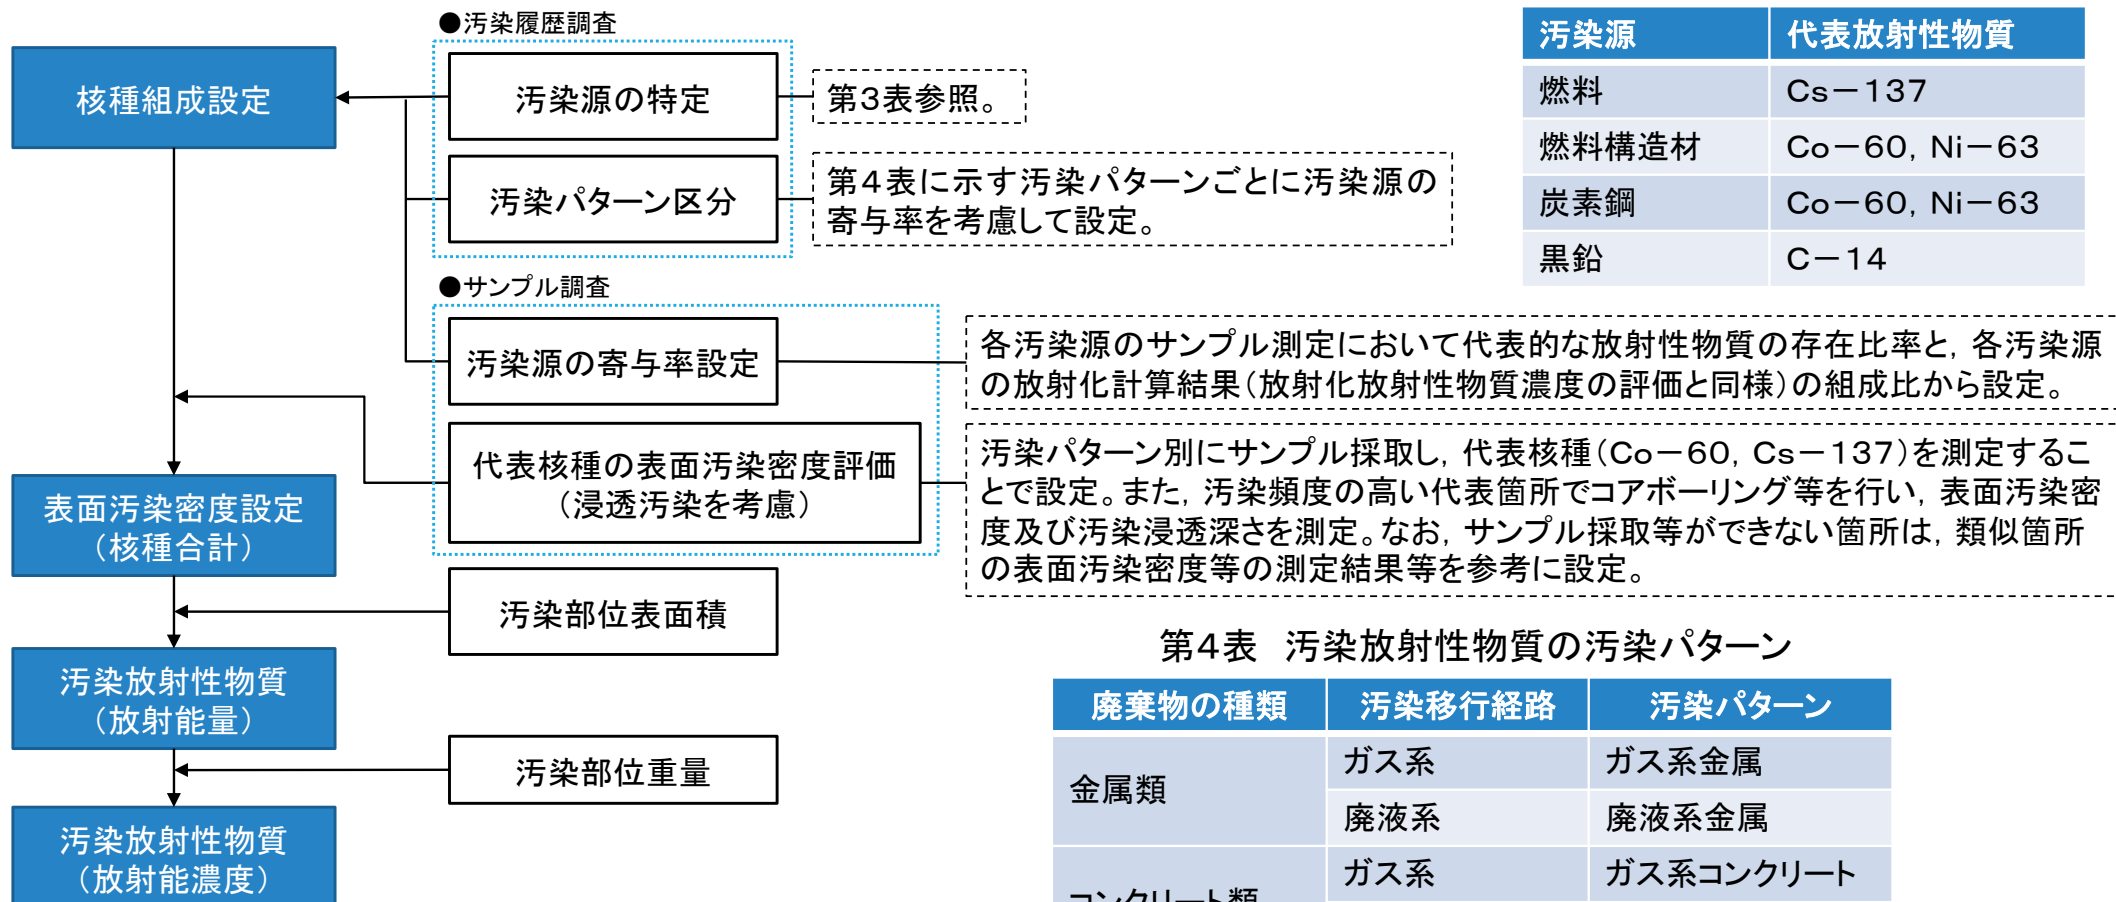 ●汚染履歴調査
核種組成設定
汚染源の特定
第3表参照。
汚染パターン区分
第4表に示す汚染パターンごとに汚染源の
寄与率を考慮して設定。
汚染源 代表放射性物質
燃料 Cs-137
燃料構造材 Co-60, Ni-63
炭素鋼 Co-60, Ni-63
黒鉛 C-14
●サンプル調査
汚染源の寄与率設定
各汚染源のサンプル測定において代表的な放射性物質の存在比率と, 各汚染源
の放射化計算結果(放射化放射性物質濃度の評価と同様)の組成比から設定。
代表核種の表面汚染密度評価
(浸透汚染を考慮)
汚染パターン別にサンプル採取し, 代表核種(Co-60, Cs-137)を測定するこ
とで設定。また, 汚染頻度の高い代表箇所でコアボーリング等を行い, 表面汚染密
度及び汚染浸透深さを測定。なお, サンプル採取等ができない箇所は, 類似箇所
の表面汚染密度等の測定結果等を参考に設定。
表面汚染密度設定
(核種合計)
汚染部位表面積
汚染放射性物質
(放射能量)
汚染部位重量
汚染放射性物質
(放射能濃度)
第4表 汚染放射性物質の汚染パターン
廃棄物の種類 汚染移行経路 汚染パターン
金属類 ガス系 ガス系金属
廃液系 廃液系金属
コンクリート類 ガス系 ガス系コンクリート